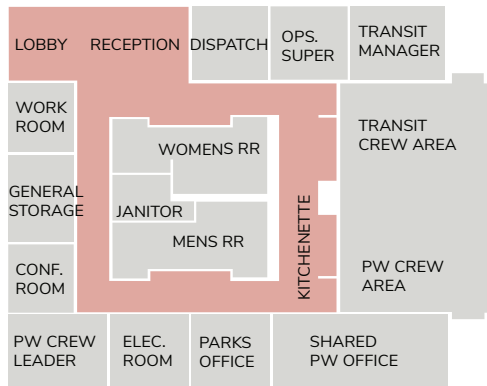 LOBBY
RECEPTION
DISPATCH
OPS.
SUPER
TRANSIT
MANAGER
WORK
ROOM
WOMENS RR
TRANSIT
CREW AREA
GENERAL
STORAGE
JANITOR
MENS RR
KITCHENETTE
CONF.
ROOM
PW CREW
AREA
PW CREW
LEADER
ELEC.
ROOM
PARKS
OFFICE
SHARED
PW OFFICE